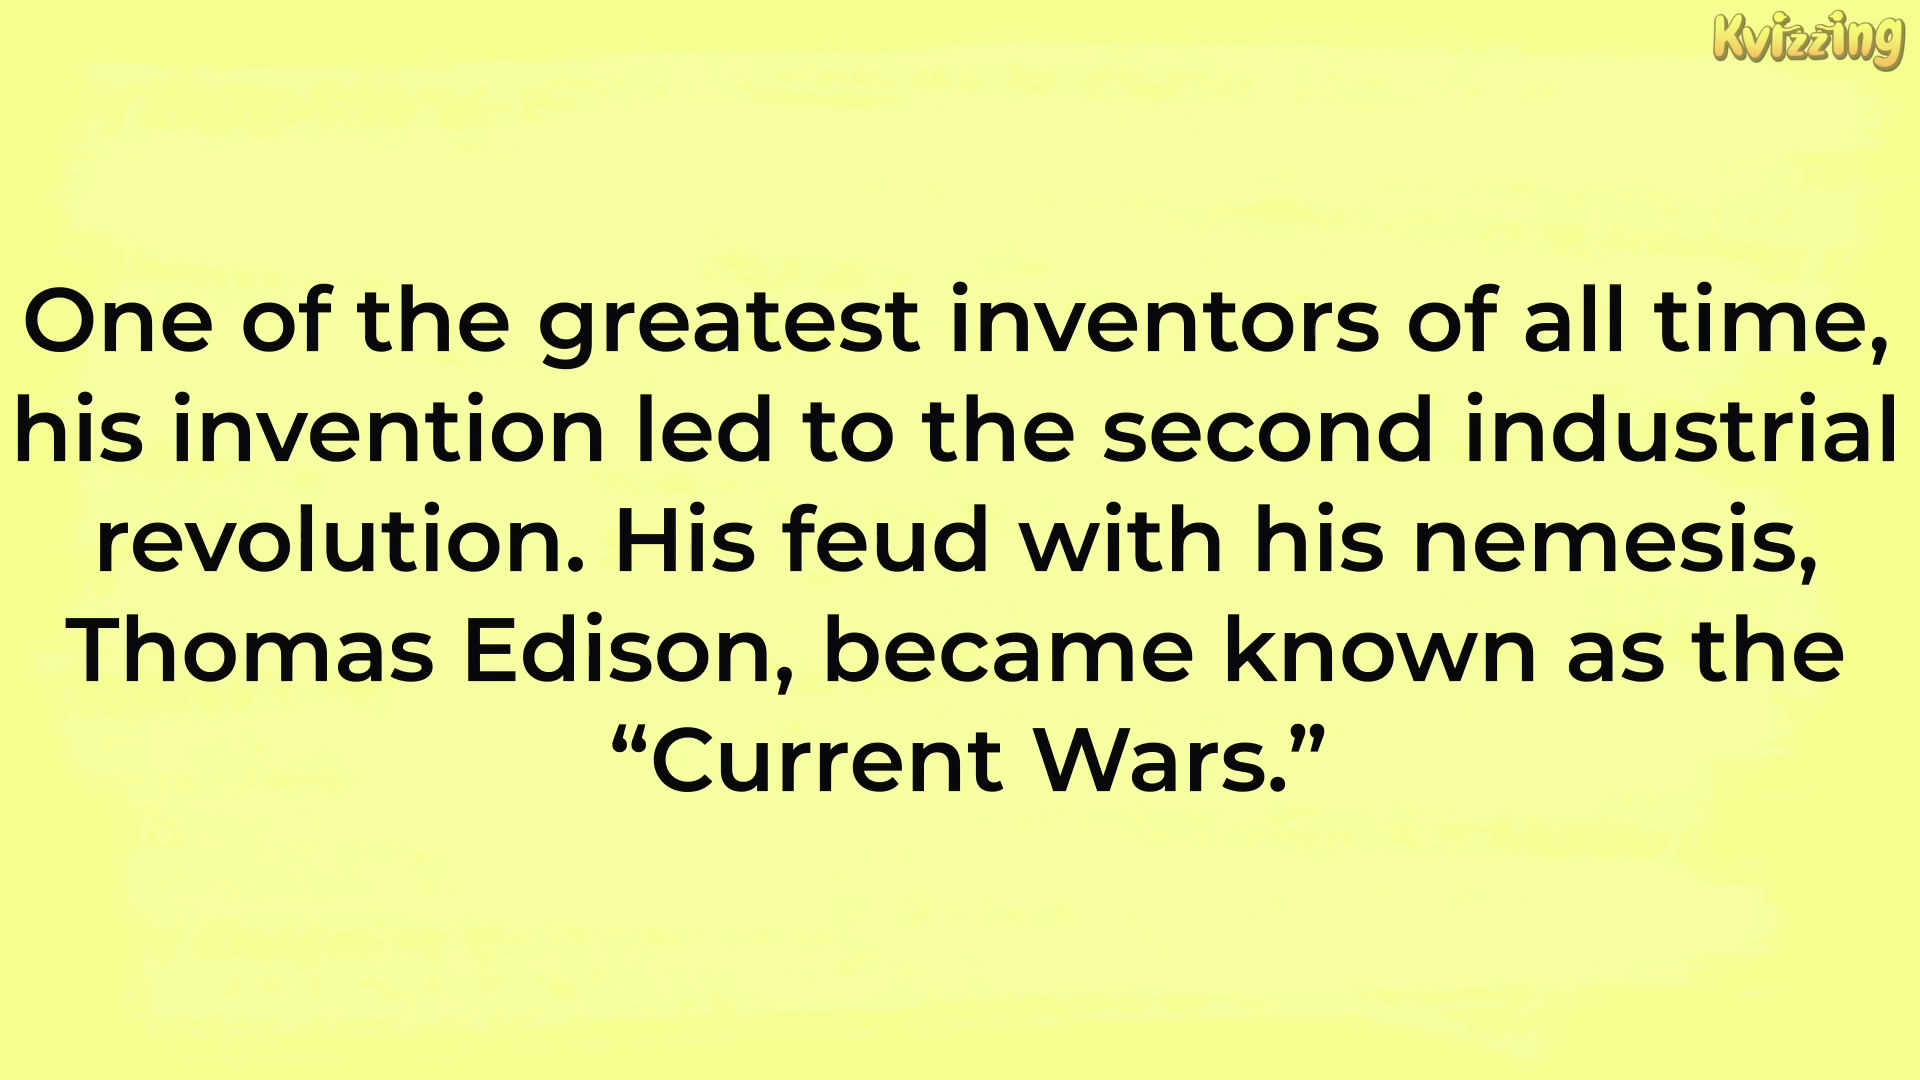 Kvizzing
One of the greatest inventors of all time,
his invention led to the second industrial
revolution. His feud with his nemesis,
Thomas Edison, became known as the
“Current Wars.”